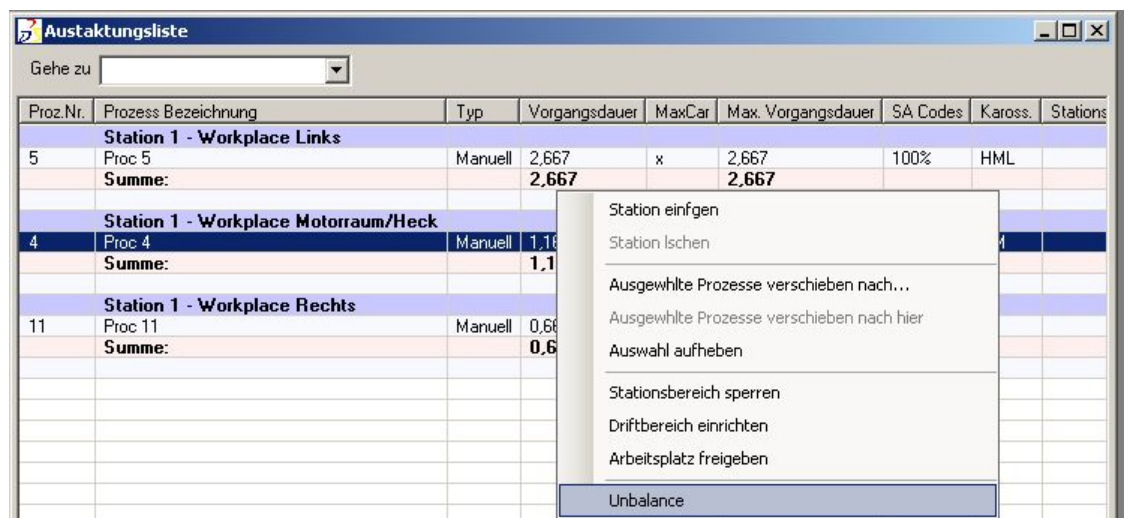 Austaktungsliste
Gehe zu
Proz.Nr. Prozess Bezeichnung Typ Vorgangsdauer MaxCar Max. Vorgangsdauer SA Codes Kaross. Stations
Station 1 - Workplace Links
5 Proc 5 Manuell 2,667 x 2,667 100% HML
Summe: 2,667 2,667
Station 1 - Workplace Motorraum/Heck
4 Proc 4 Manuell
Summe:
Station 1 - Workplace Rechts
11 Proc 11 Manuell
Summe:
Station einfgen
Station lschen
Ausgewhlte Prozesse verschieben nach...
Ausgewhlte Prozesse verschieben nach hier
Auswahl aufheben
Stationsbereich sperren
Driftbereich einrichten
Arbeitsplatz freigeben
Unbalance